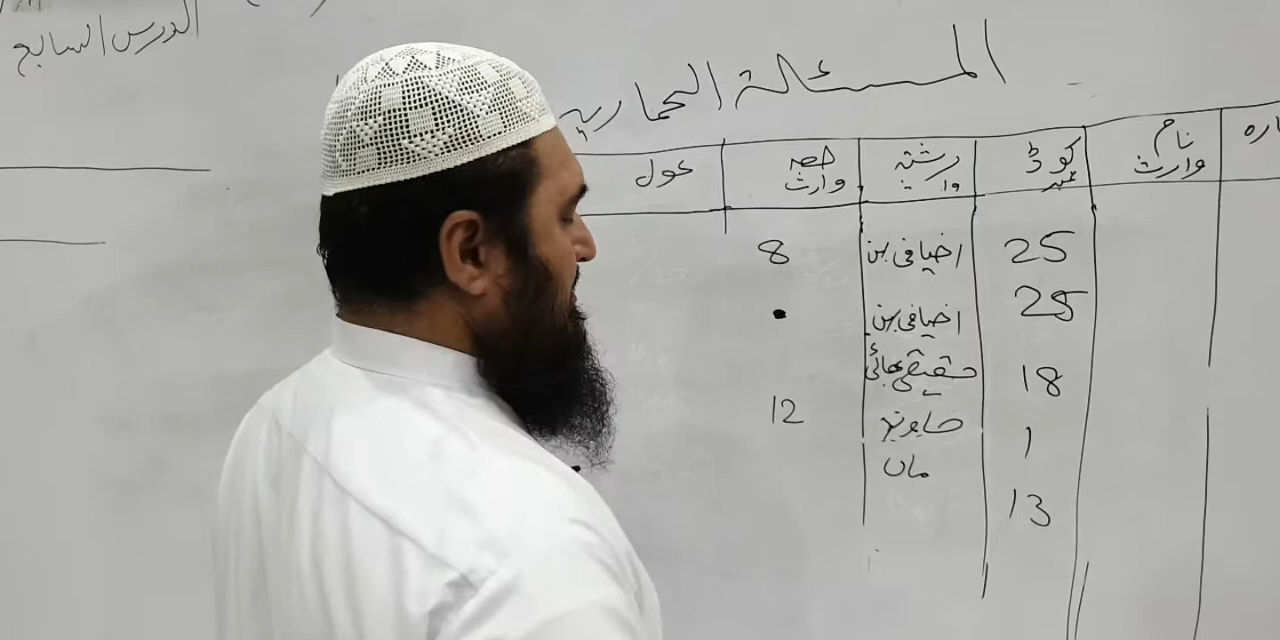 الدرس السابع
المسئلة الحمارية
نام وارث کوڈ نمبر رشتہ حصہ وارث عول
25 اخیافی بہن 8
25 اخیافی بہن
18 حقیقی بھائی
1 خاوند 12
13 ماں